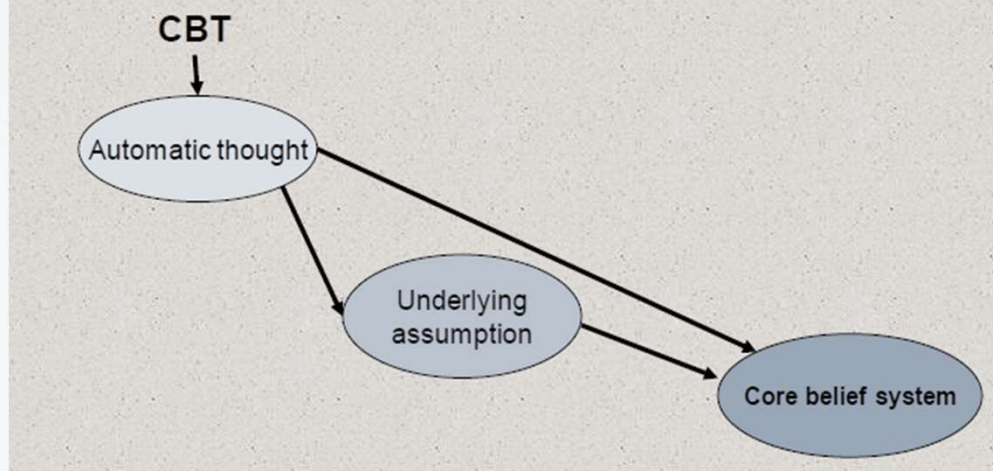 CBT
Automatic thought
Underlying
assumption
Core belief system